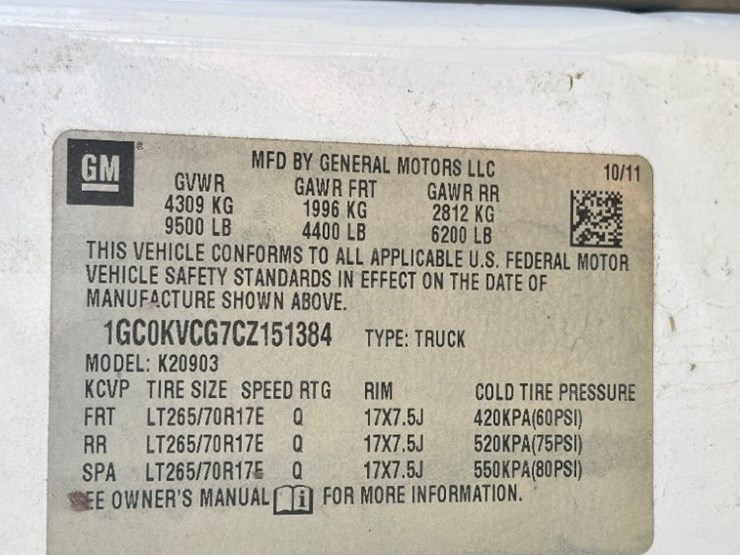 GM MFD BY GENERAL MOTORS LLC 10/11
GVWR GAWR FRT GAWR RR
4309 KG 1996 KG 2812 KG
9500 LB 4400 LB 6200 LB
THIS VEHICLE CONFORMS TO ALL APPLICABLE U.S. FEDERAL MOTOR
VEHICLE SAFETY STANDARDS IN EFFECT ON THE DATE OF
MANUFACTURE SHOWN ABOVE.
1GC0KVCG7CZ151384 TYPE: TRUCK
MODEL: K20903
KCVP TIRE SIZE SPEED RTG RIM COLD TIRE PRESSURE
FRT LT265/70R17E Q 17X7.5J 420KPA(60PSI)
RR LT265/70R17E Q 17X7.5J 520KPA(75PSI)
SPA LT265/70R17E Q 17X7.5J 550KPA(80PSI)
SEE OWNER'S MANUAL i FOR MORE INFORMATION.